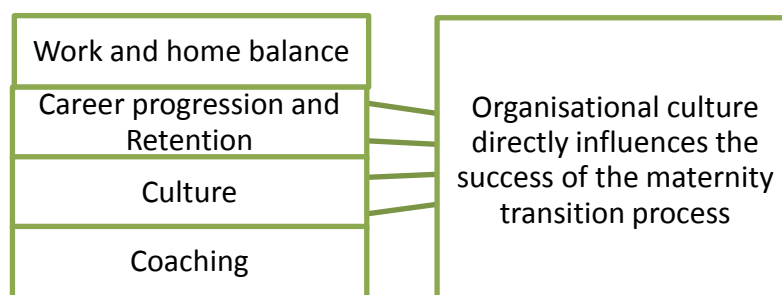 Work and home balance
Career progression and
Retention
Culture
Coaching
Organisational culture
directly influences the
success of the maternity
transition process